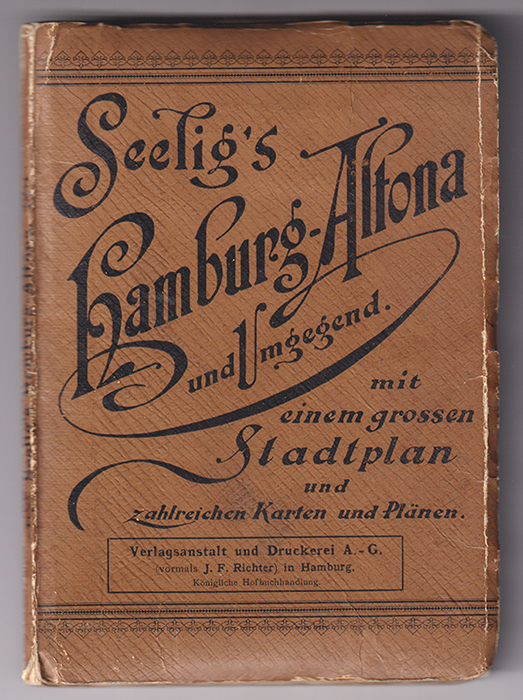 Seelig's
Hamburg-Altona
und Umgegend.
mit
einem grossen
Stadtplan
und
zahlreichen Karten und Plänen.
Verlagsanstalt und Druckerei A.-G.
vormals J. F. Richter) in Hamburg.
Königliche Hofbuchhandlung.